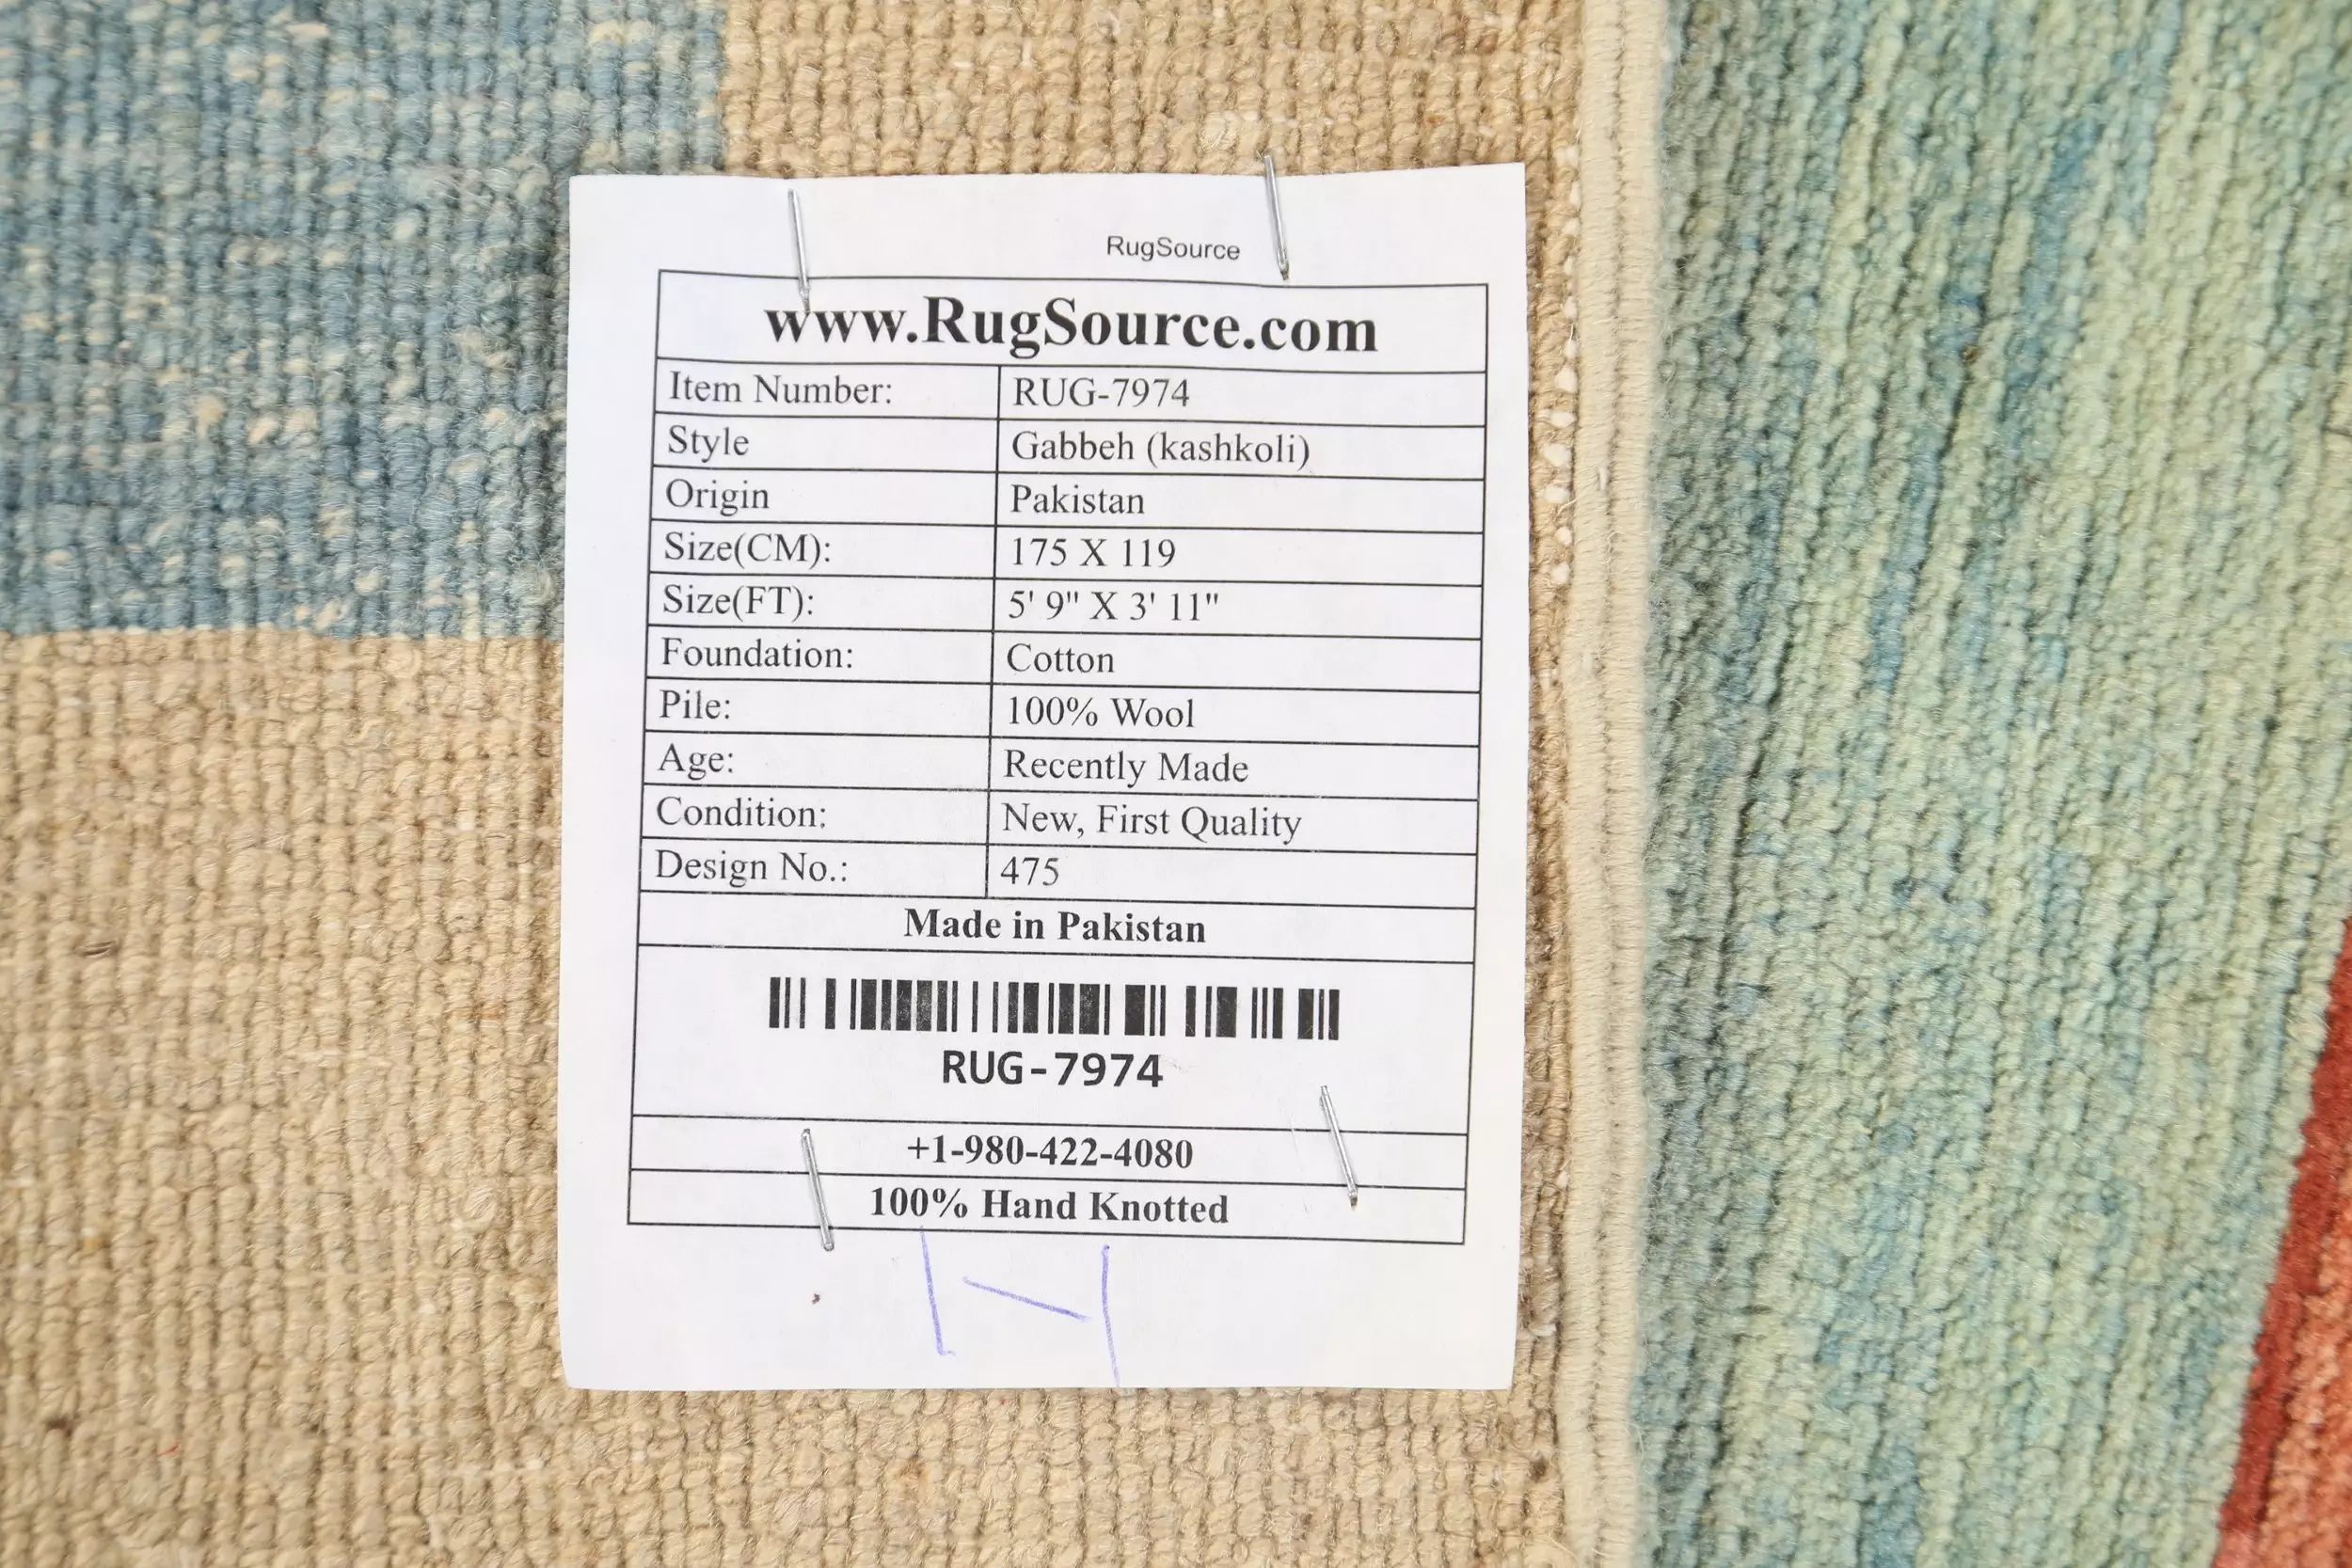 RugSource
www.RugSource.com
Item Number: RUG-7974
Style Gabbeh (kashkoli)
Origin Pakistan
Size(CM): 175 X 119
Size(FT): 5' 9" X 3' 11"
Foundation: Cotton
Pile: 100% Wool
Age: Recently Made
Condition: New, First Quality
Design No.: 475
Made in Pakistan
RUG-7974
+1-980-422-4080
100% Hand Knotted
1-1